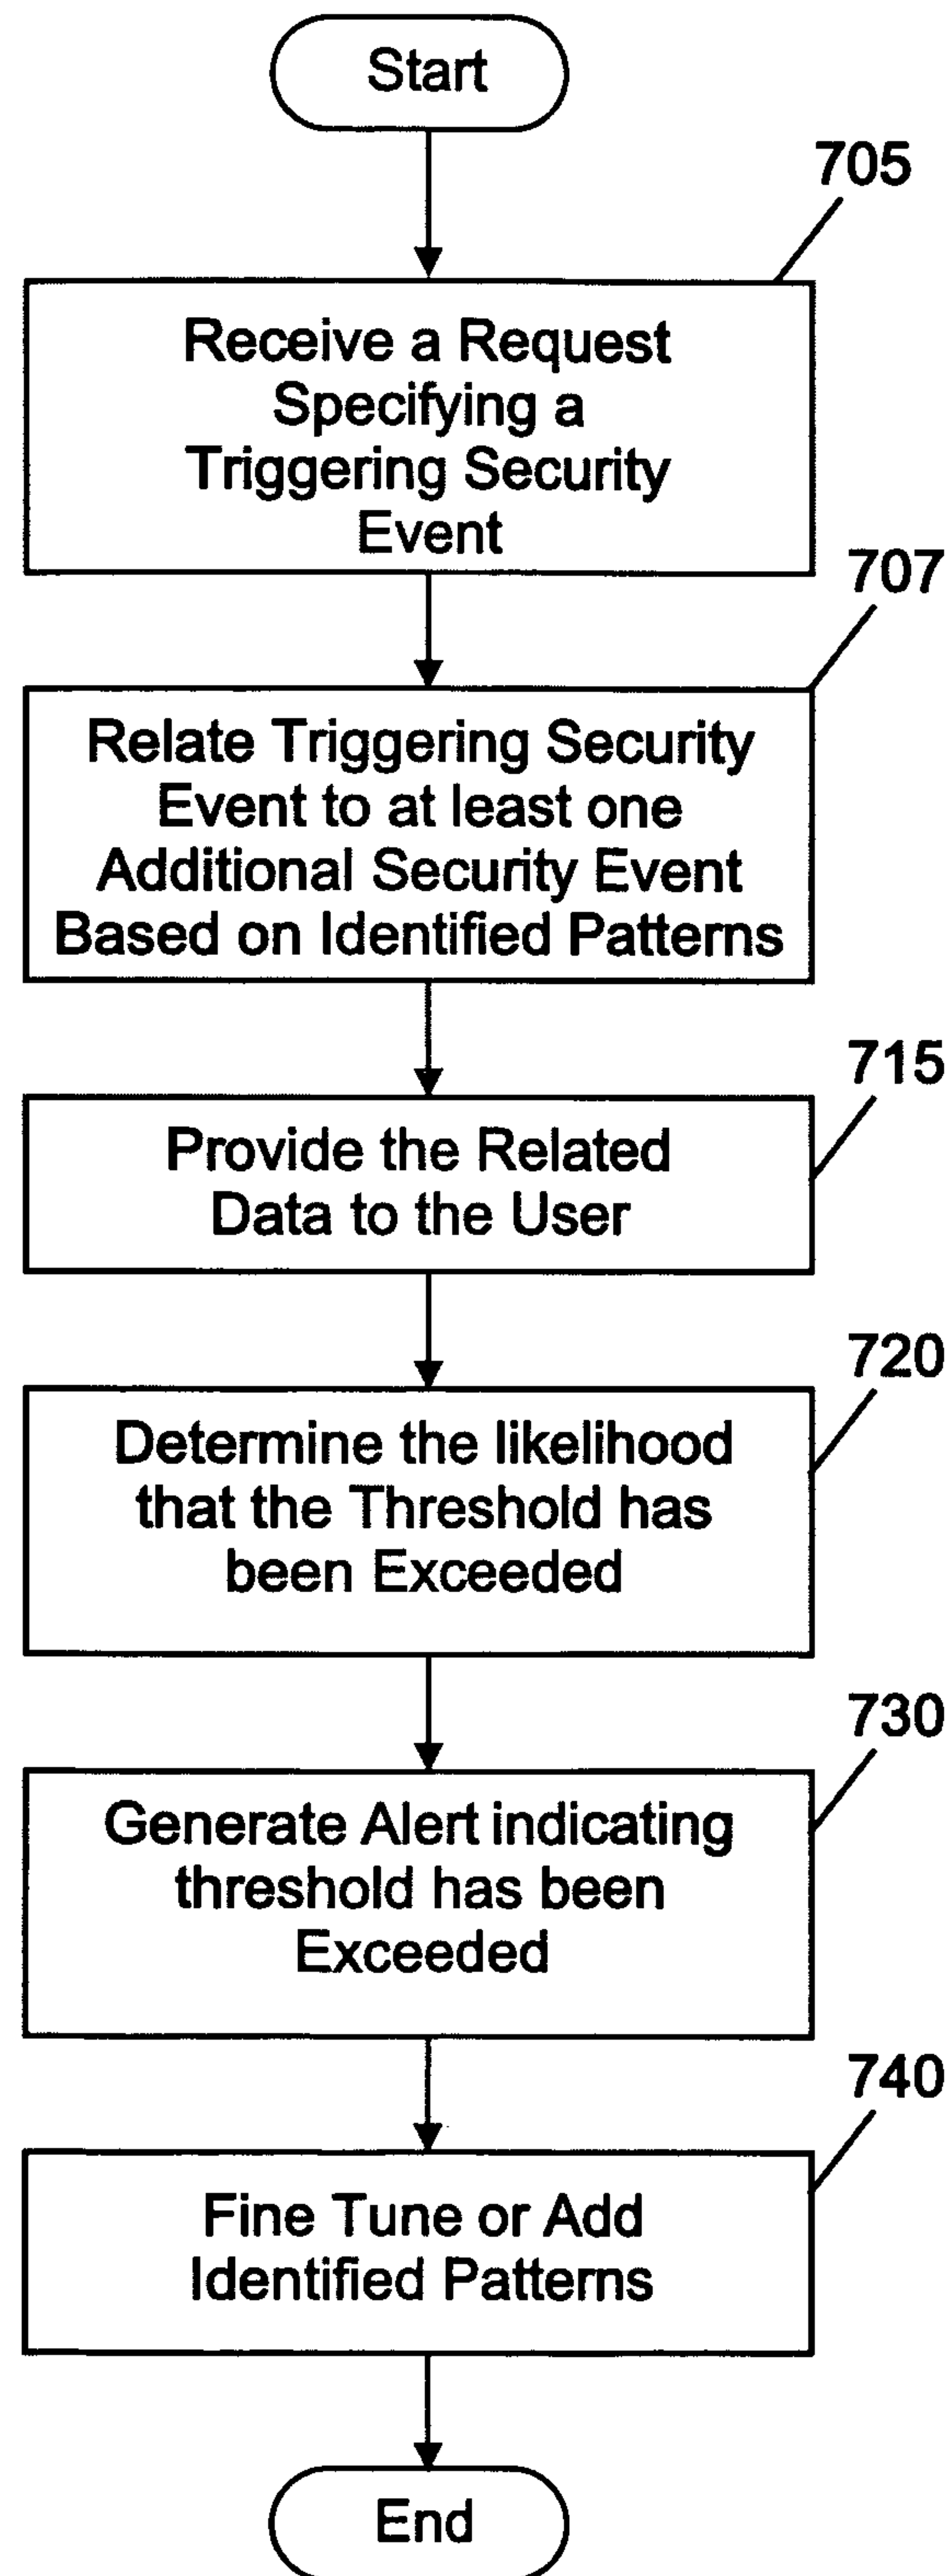 Start
705
Receive a Request
Specifying a
Triggering Security
Event
707
Relate Triggering Security
Event to at least one
Additional Security Event
Based on Identified Patterns
715
Provide the Related
Data to the User
720
Determine the likelihood
that the Threshold has
been Exceeded
730
Generate Alert indicating
threshold has been
Exceeded
740
Fine Tune or Add
Identified Patterns
End